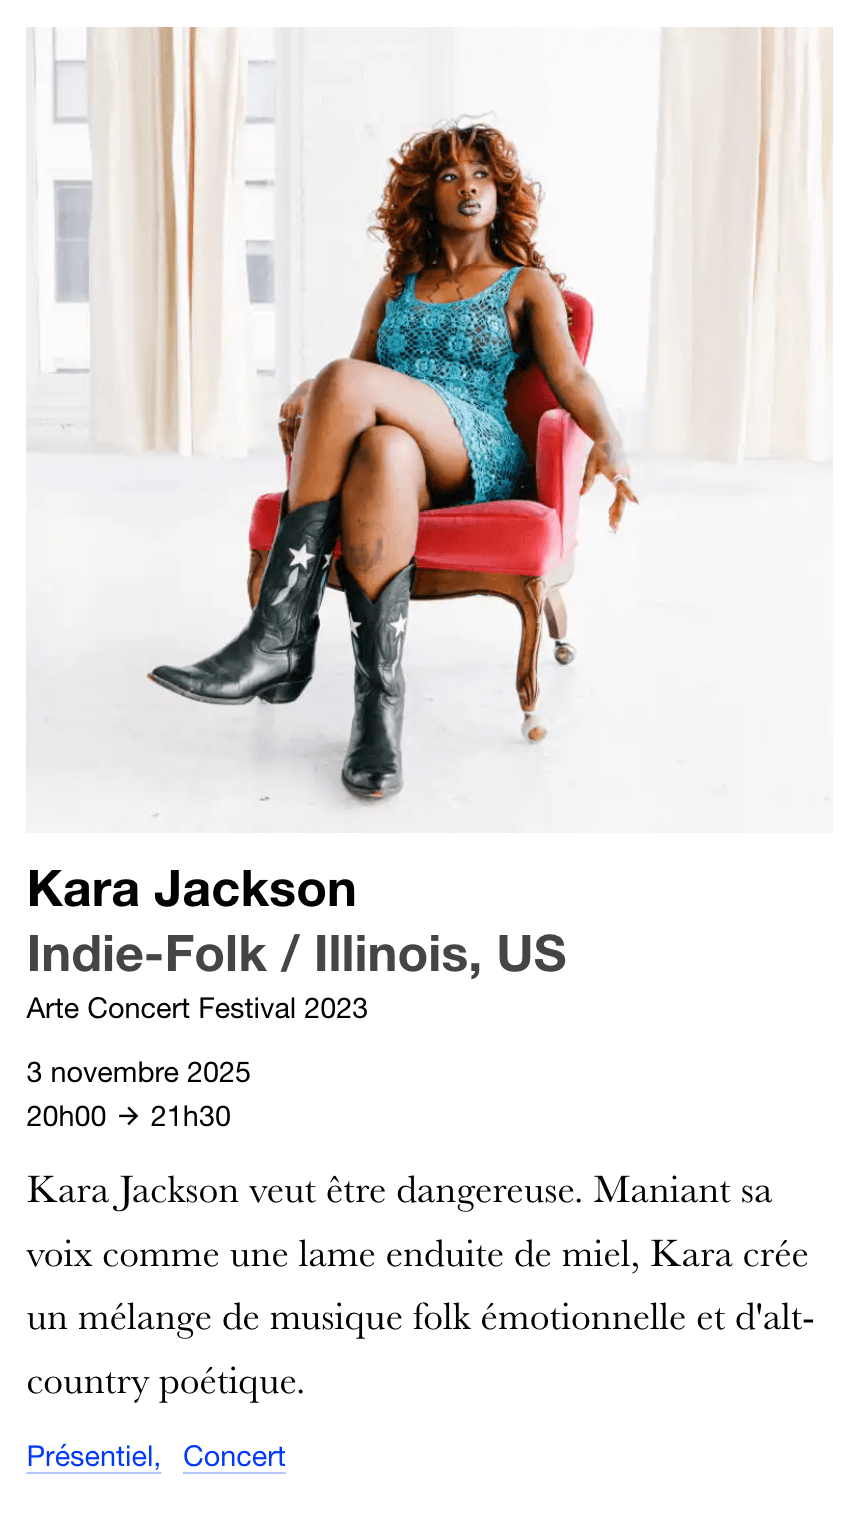 Kara Jackson
Indie-Folk / Illinois, US
Arte Concert Festival 2023
3 novembre 2025
20h00 → 21h30
Kara Jackson veut être dangereuse. Maniant sa
voix comme une lame enduite de miel, Kara crée
un mélange de musique folk émotionnelle et d'alt-
country poétique.
Présentiel, Concert